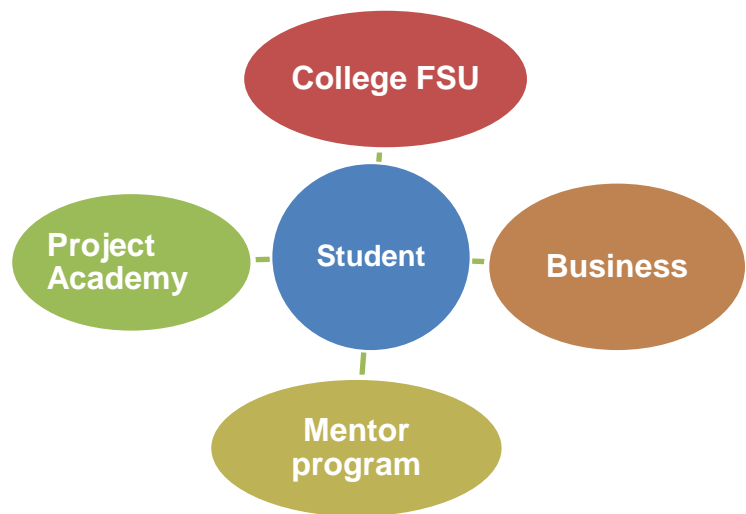 College FSU
Project
Academy
Student
Business
Mentor
program